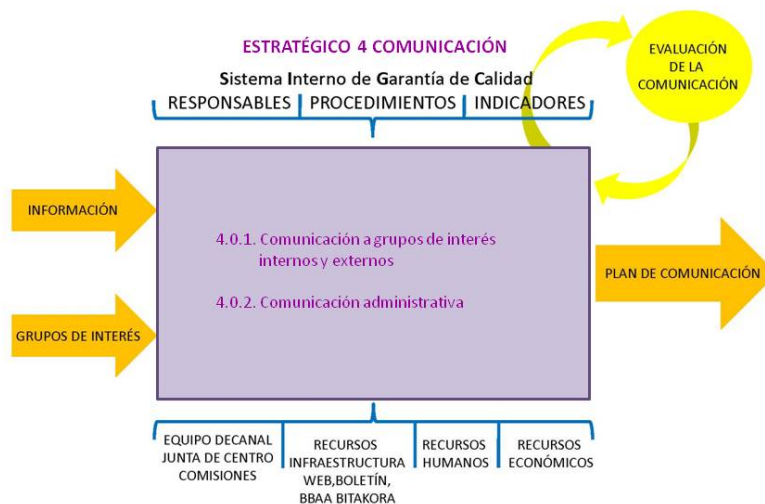 ESTRATÉGICO 4 COMUNICACIÓN
EVALUACIÓN
DE LA
COMUNICACIÓN
Sistema Interno de Garantía de Calidad
RESPONSABLES PROCEDIMIENTOS INDICADORES
INFORMACIÓN
4.0.1. Comunicación a grupos de interés
internos y externos
4.0.2. Comunicación administrativa
PLAN DE COMUNICACIÓN
GRUPOS DE INTERÉS
EQUIPO DECANAL
JUNTA DE CENTRO
COMISIONES
RECURSOS
INFRAESTRUCTURA
WEB,BOLETÍN,
BBAA BITAKORA
RECURSOS
HUMANOS
RECURSOS
ECONÓMICOS